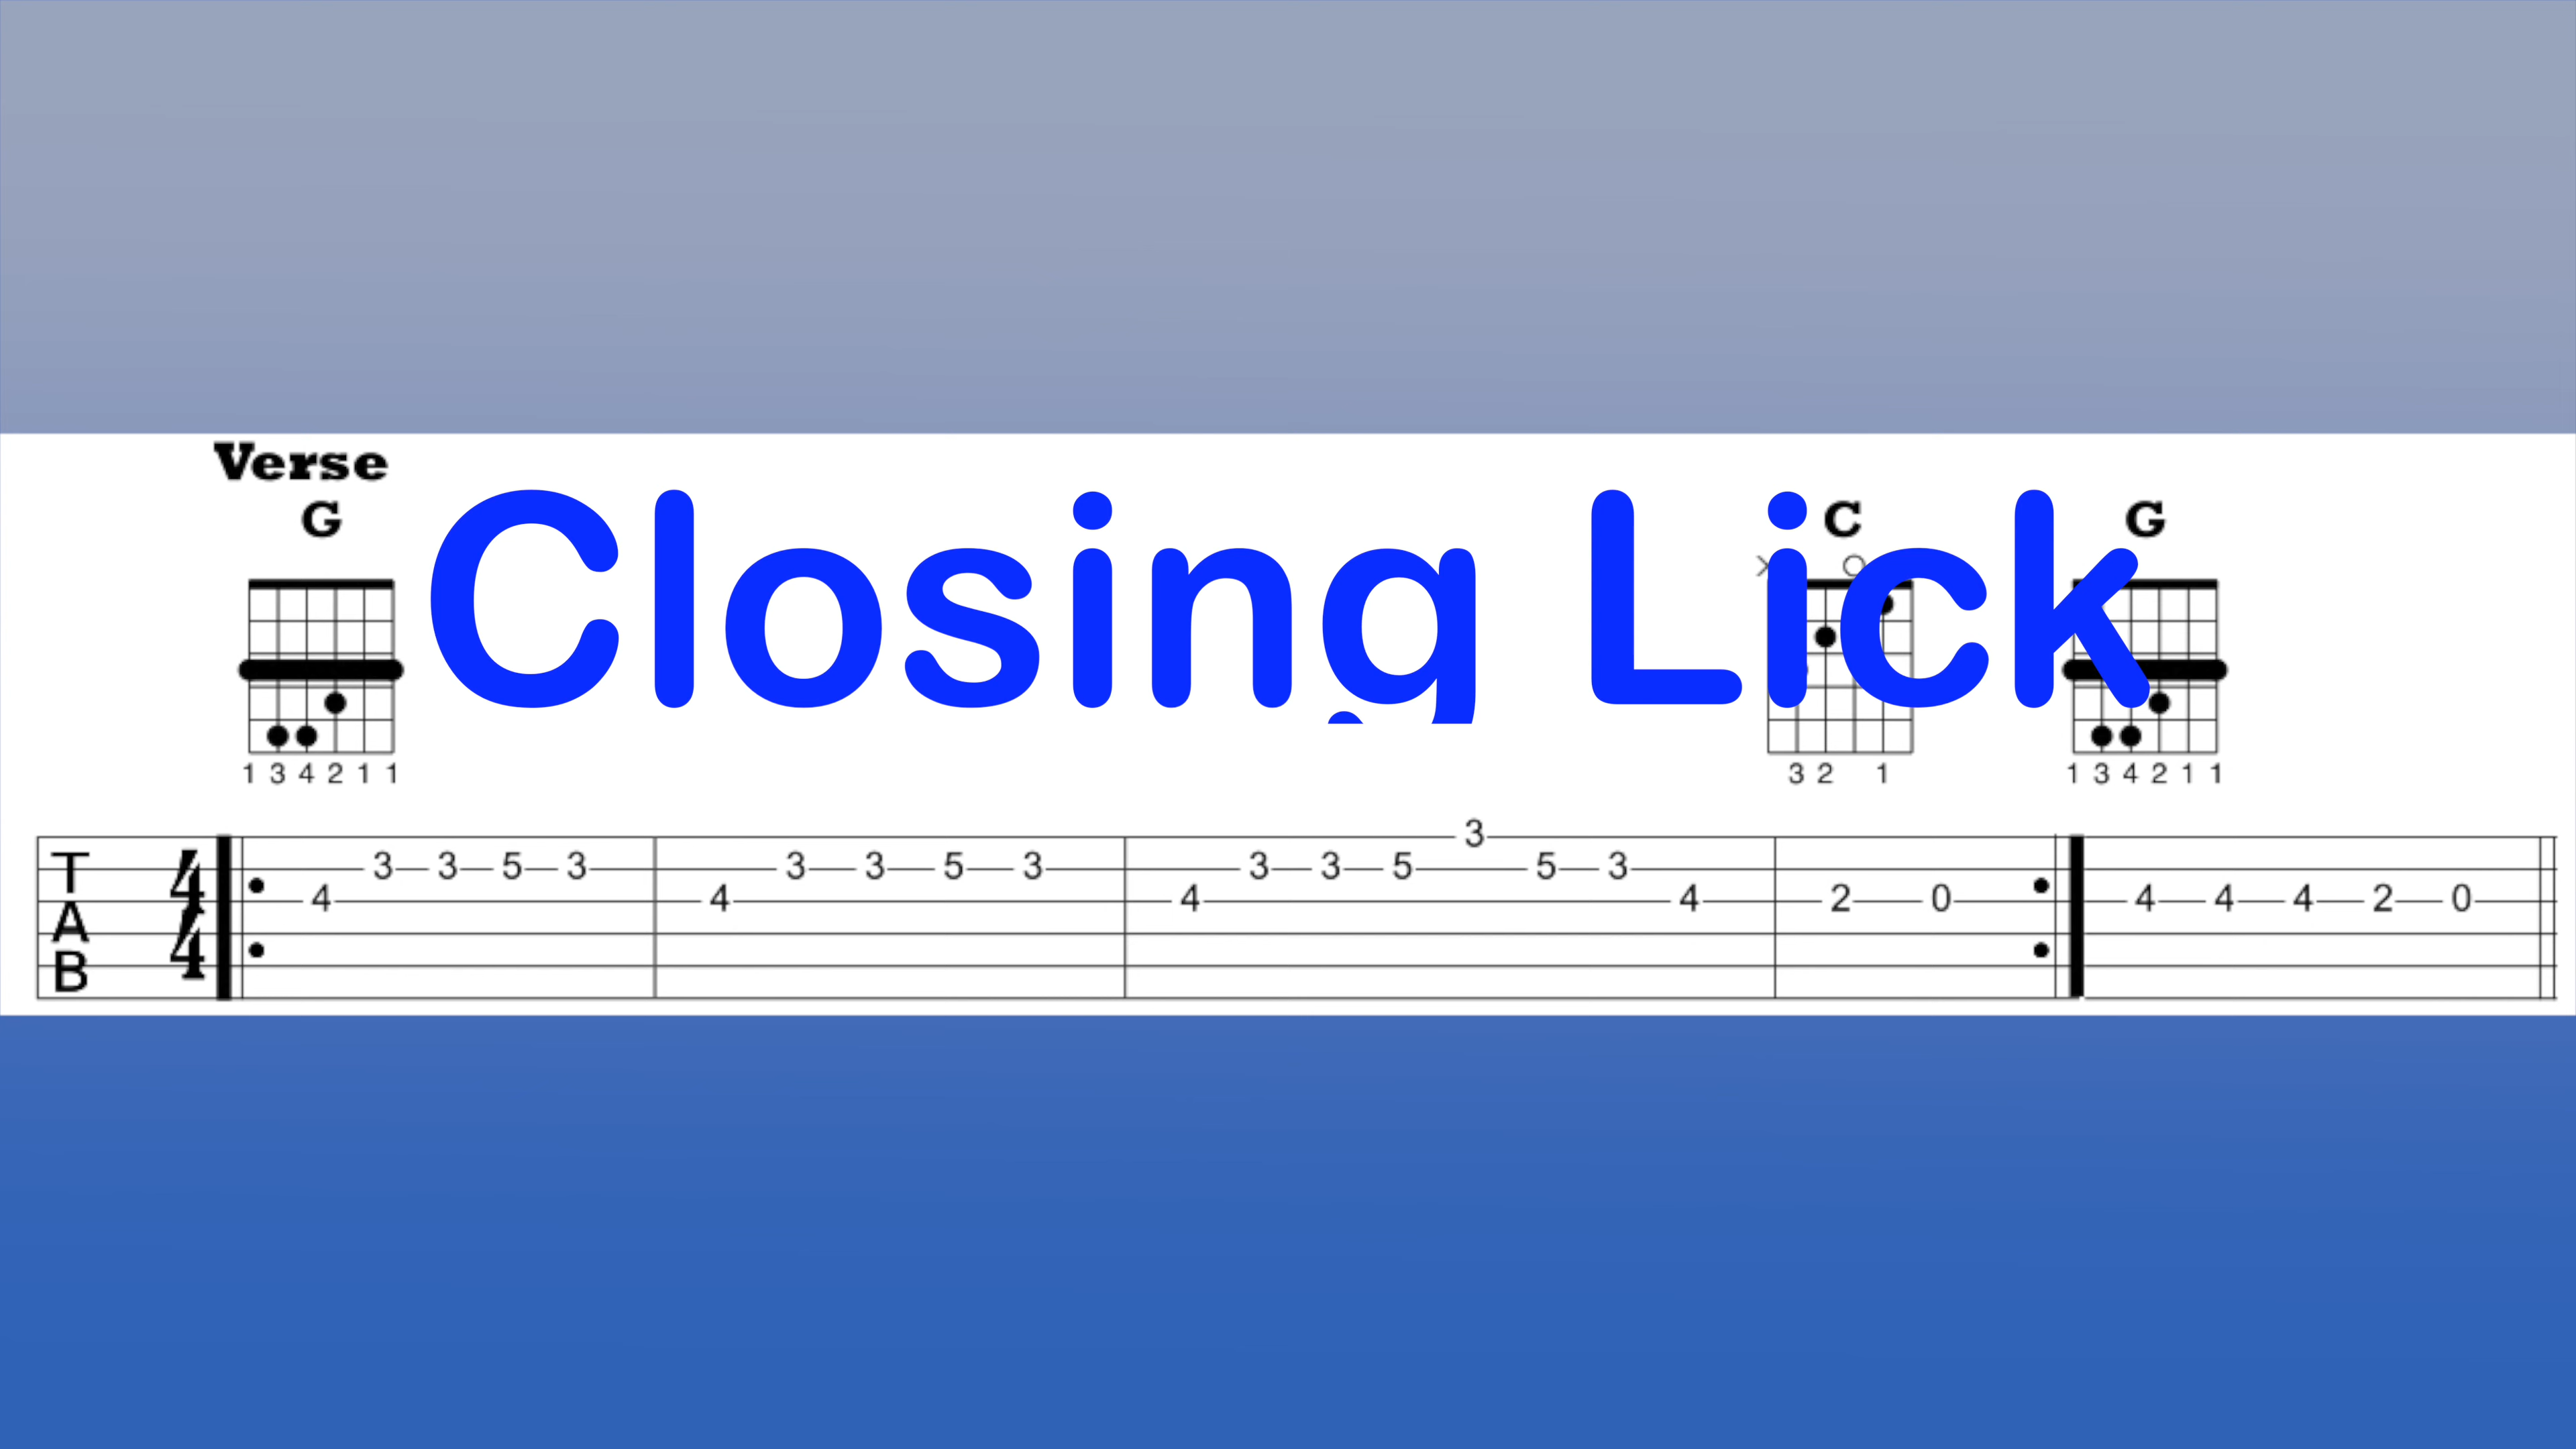 Verse
G C G
Closing Lick
× ○
1 3 4 2 1 1 3 2 1 1 3 4 2 1 1
3
T 4 3 3 5 3 3 3 5 3 3 3 5 5 3
A 4 4 4 4 4 2 0 4 4 4 2 0
B 4